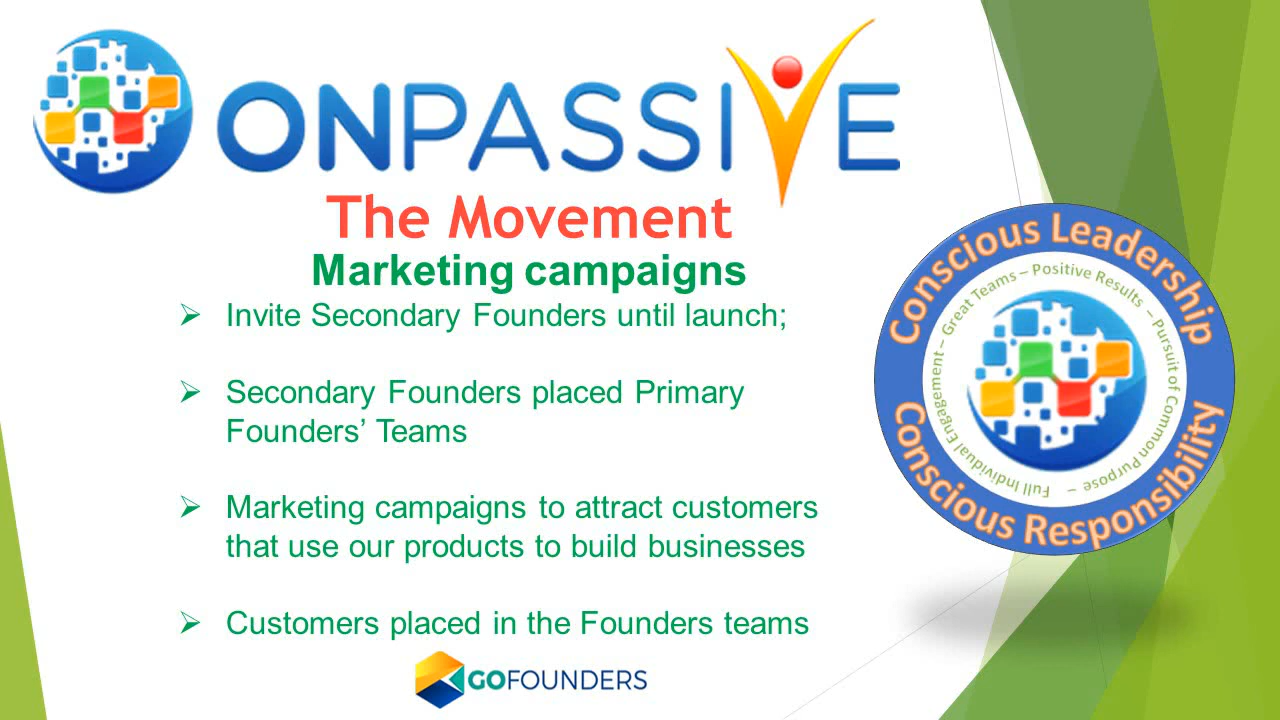 ONPASSIVE
The Movement
Marketing campaigns
➢ Invite Secondary Founders until launch;
➢ Secondary Founders placed Primary
Founders’ Teams
➢ Marketing campaigns to attract customers
that use our products to build businesses
➢ Customers placed in the Founders teams
GOFOUNDERS
Conscious Leadership
Conscious Responsibility
Full Individual Engagement – Great Teams – Positive Results – Pursuit of Common Purpose –